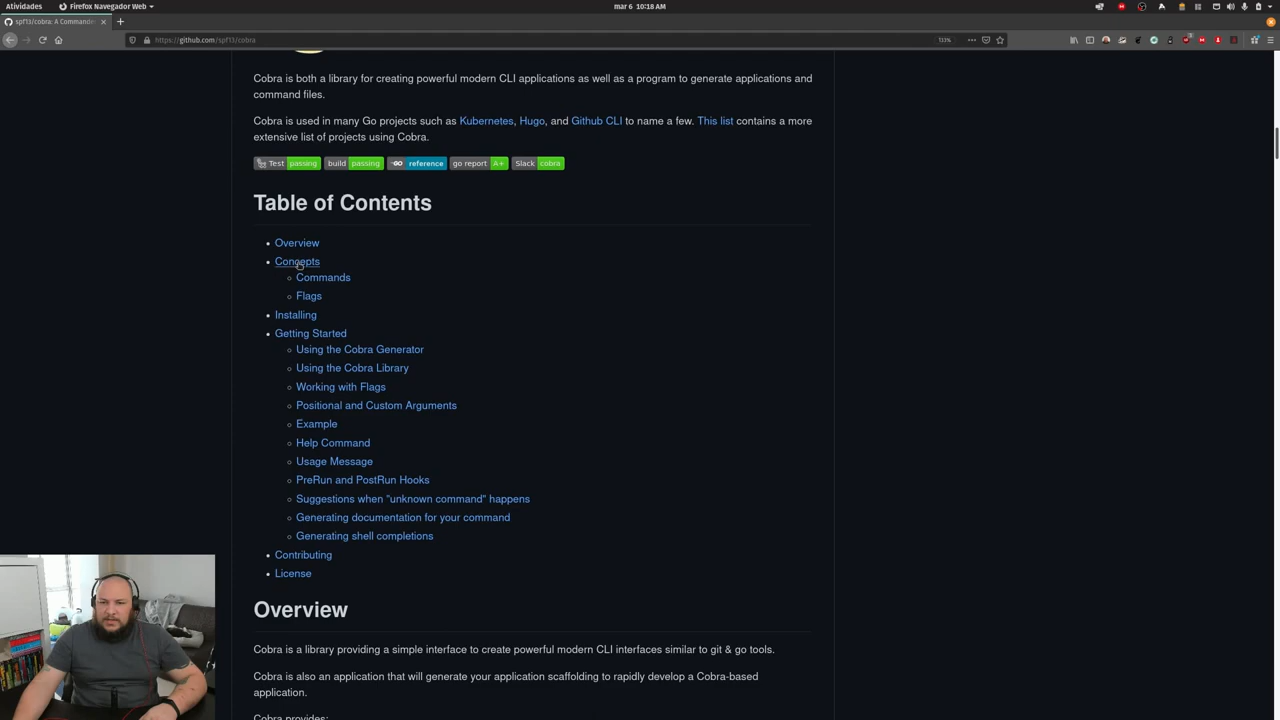 Atividades
Firefox Navegador Web
mar 6 10:18 AM
spf13/cobra: A Commander
https://github.com/spf13/cobra
133%
Cobra is both a library for creating powerful modern CLI applications as well as a program to generate applications and
command files.
Cobra is used in many Go projects such as Kubernetes, Hugo, and Github CLI to name a few. This list contains a more
extensive list of projects using Cobra.
Test passing build passing GO reference go report A+ Slack cobra
Table of Contents
Overview
Concepts
Commands
Flags
Installing
Getting Started
Using the Cobra Generator
Using the Cobra Library
Working with Flags
Positional and Custom Arguments
Example
Help Command
Usage Message
PreRun and PostRun Hooks
Suggestions when "unknown command" happens
Generating documentation for your command
Generating shell completions
Contributing
License
Overview
Cobra is a library providing a simple interface to create powerful modern CLI interfaces similar to git & go tools.
Cobra is also an application that will generate your application scaffolding to rapidly develop a Cobra-based
application.
Cobra provides: